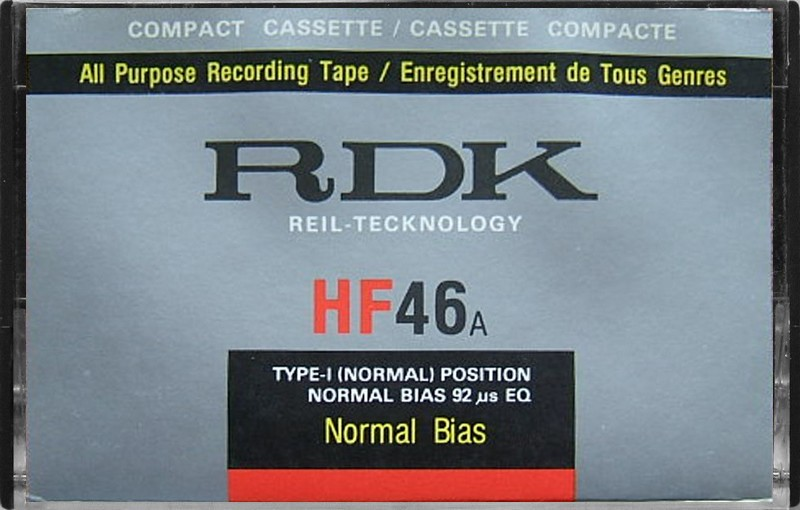 COMPACT CASSETTE / CASSETTE COMPACTE
All Purpose Recording Tape / Enregistrement de Tous Genres
RDK
REIL-TECKNOLOGY
HF46A
TYPE-I (NORMAL) POSITION
NORMAL BIAS 92 µs EQ
Normal Bias